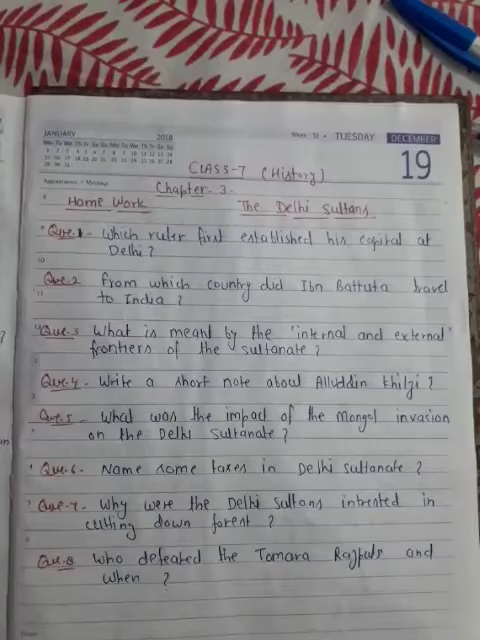 JANUARY 2018
Week - 51 • TUESDAY DECEMBER
19
CLASS-7 (History)
Appointment / Meetings
Chapter-3-
Home Work The Delhi Sultans
Que.1- Which ruler first established his capital at
Delhi ?
Que.2 From which country did Ibn Battuta travel
to India ?
Que.3 What is meant by the 'internal and external'
frontiers of the sultanate ?
Que.4- Write a short note about Alluddin Khilji ?
Que.5- What was the impact of the Mongol invasion
on the Delhi Sultanate ?
Que.6- Name some taxes in Delhi sultanate ?
Que.7- Why were the Delhi sultans intrested in
cutting down forest ?
Que.8 Who defeated the Tomara Rajputs and
when ?